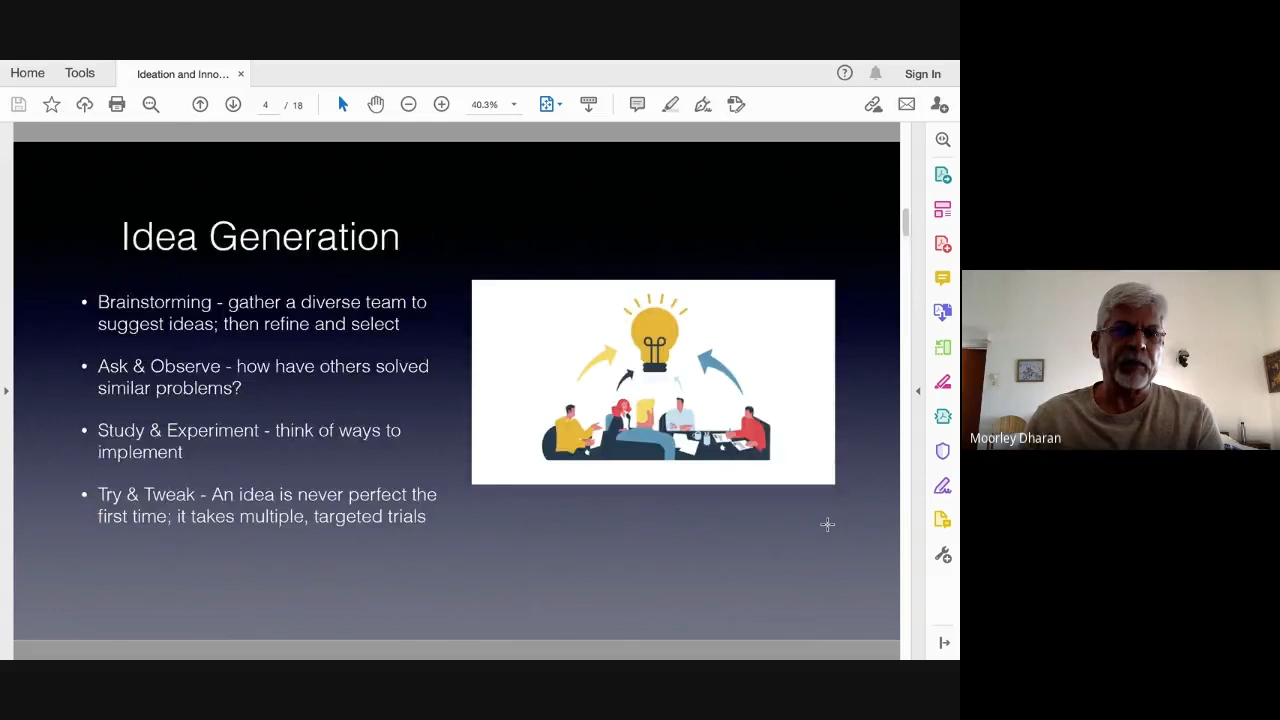 Home
Tools
Ideation and Inno...
Sign In
4 / 18
40.3%
Idea Generation
• Brainstorming - gather a diverse team to
suggest ideas; then refine and select
• Ask & Observe - how have others solved
similar problems?
• Study & Experiment - think of ways to
implement
• Try & Tweak - An idea is never perfect the
first time; it takes multiple, targeted trials
Moorley Dharan